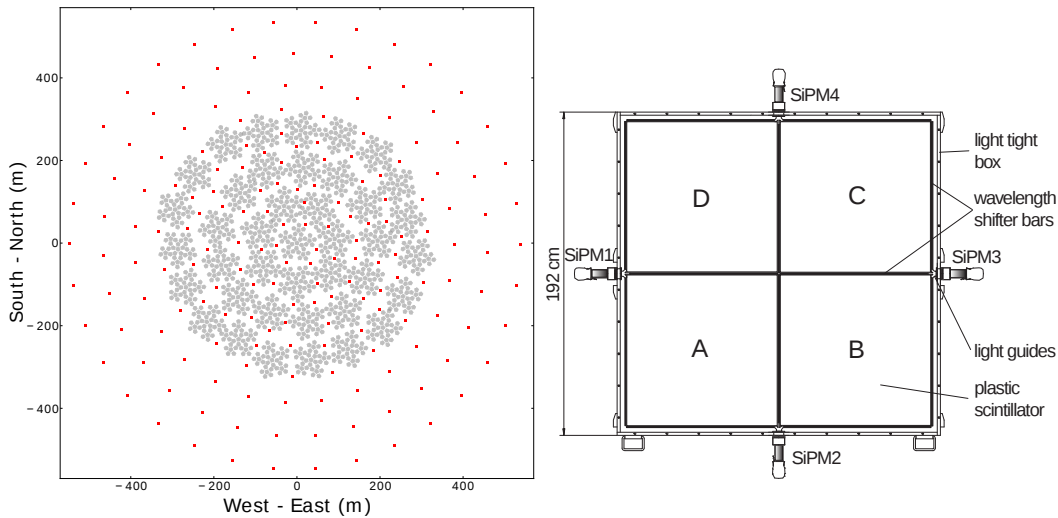 400
200
0
−200
−400
−400
−200
0
200
400
South - North (m)
West - East (m)
SiPM4
light tight
box
D
C
wavelength
shifter bars
SiPM1
SiPM3
192 cm
A
B
light guides
plastic
scintillator
SiPM2